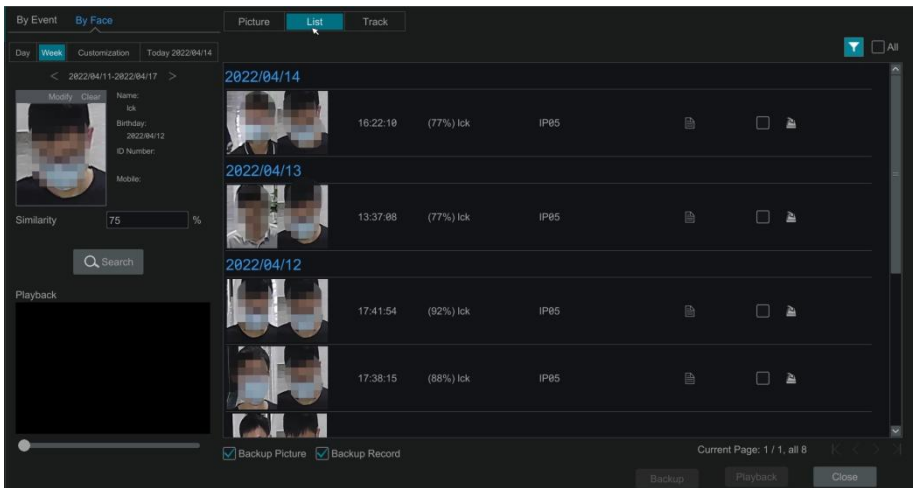 By Event By Face
Picture List Track
Day Week Customization Today 2022/04/14
All
< 2022/04/11-2022/04/17 >
Modify Clear
Name:
lck
Birthday:
2022/04/12
ID Number:
Mobile:
Similarity 75 %
Search
Playback
2022/04/14
16:22:10 (77%) lck IP05
2022/04/13
13:37:08 (77%) lck IP05
2022/04/12
17:41:54 (92%) lck IP05
17:38:15 (88%) lck IP05
Backup Picture Backup Record
Current Page: 1 / 1, all 8
Backup Playback Close